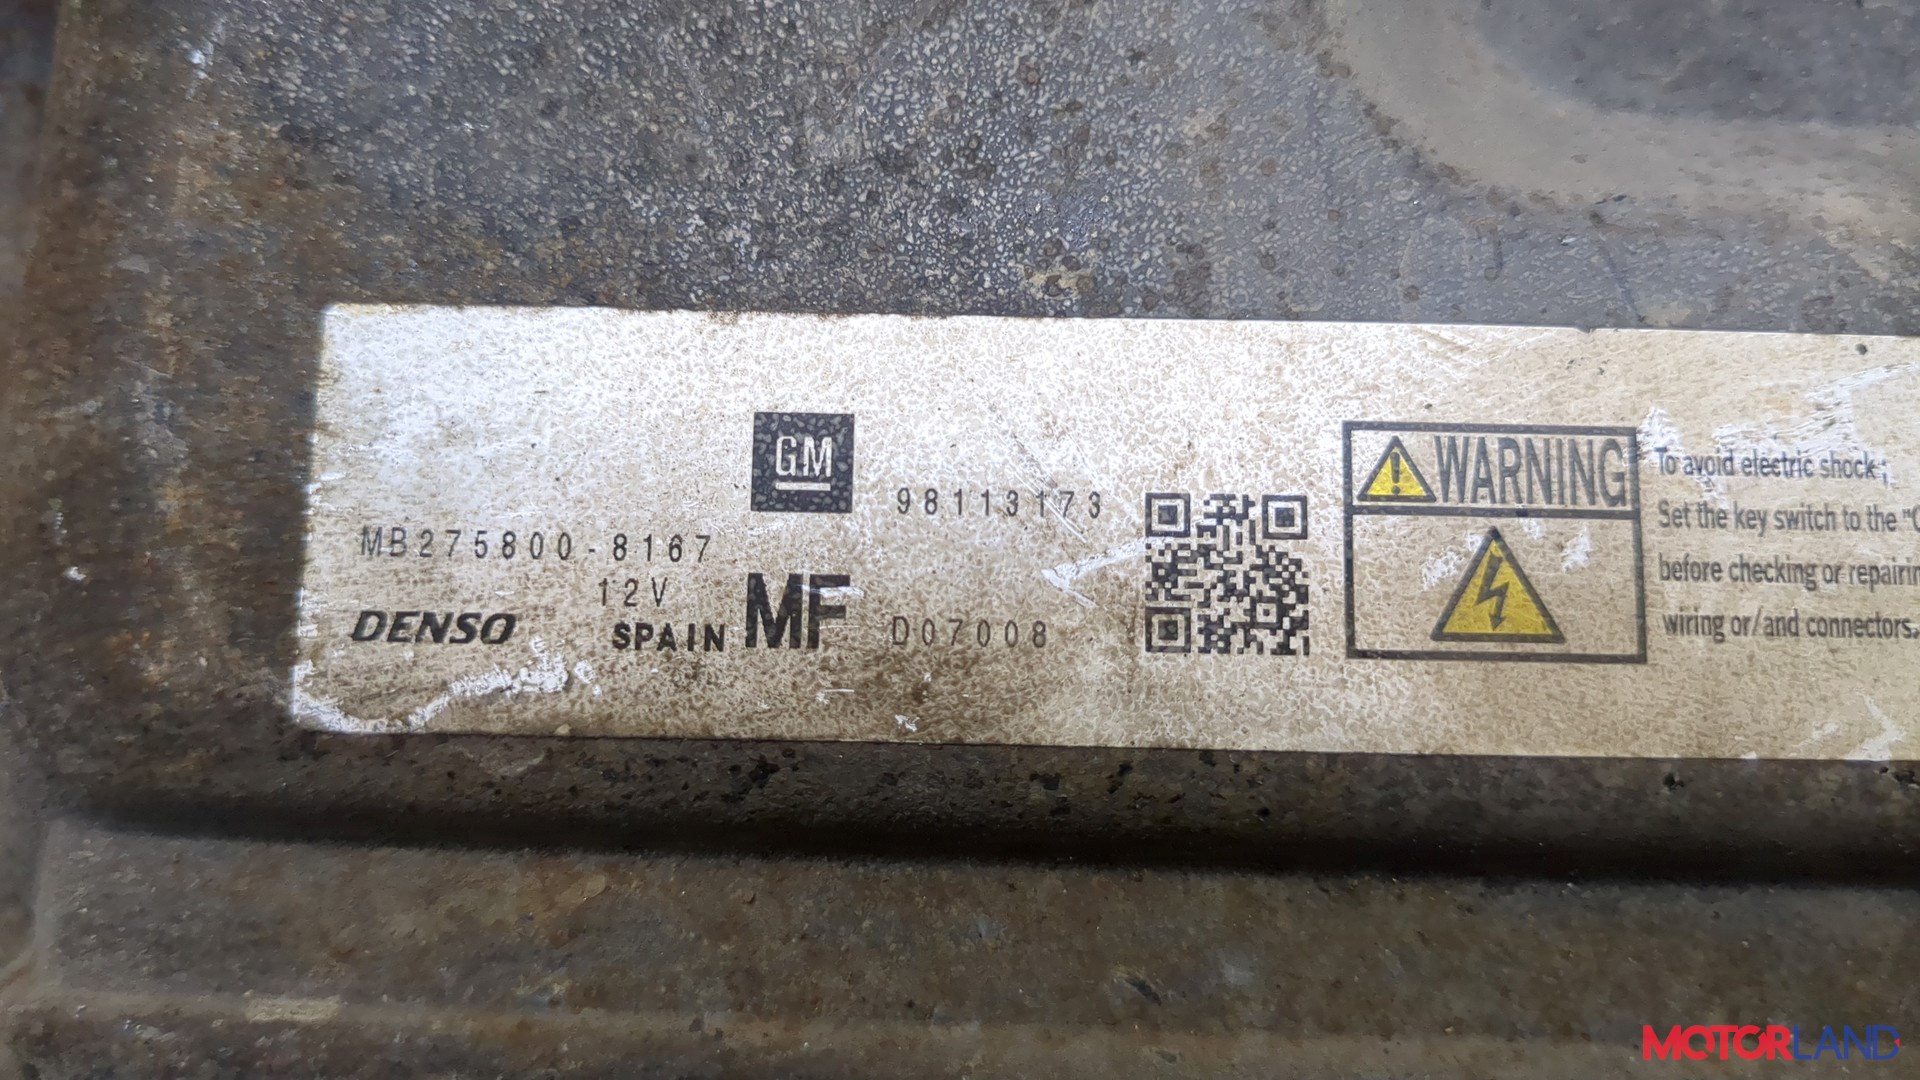 GM
98113173
MB275800-8167
12V
DENSO
SPAIN
MF
D07008
WARNING
To avoid electric shock;
Set the key switch to the
before checking or
wiring or/and connectors.
MOTORLAND